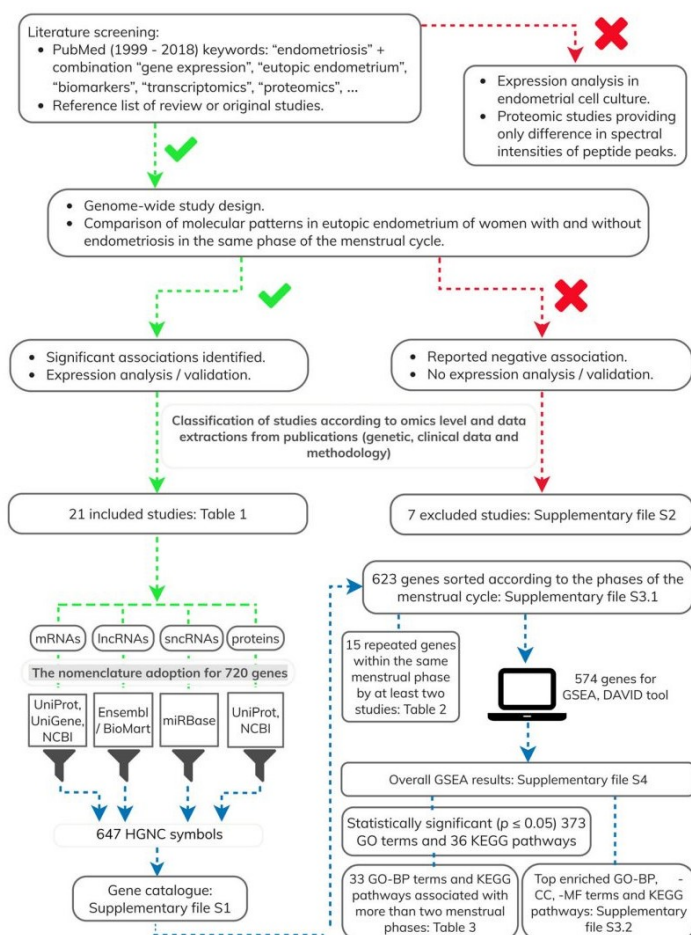 Literature screening:
• PubMed (1999 - 2018) keywords: “endometriosis” +
combination “gene expression”, “eutopic endometrium”,
“biomarkers”, “transcriptomics”, “proteomics”, ...
• Reference list of review or original studies.
• Expression analysis in
endometrial cell culture.
• Proteomic studies providing
only difference in spectral
intensities of peptide peaks.
• Genome-wide study design.
• Comparison of molecular patterns in eutopic endometrium of women with and without
endometriosis in the same phase of the menstrual cycle.
• Significant associations identified.
• Expression analysis / validation.
• Reported negative association.
• No expression analysis / validation.
Classification of studies according to omics level and data
extractions from publications (genetic, clinical data and
methodology)
21 included studies: Table 1
7 excluded studies: Supplementary file S2
mRNAs
lncRNAs
sncRNAs
proteins
The nomenclature adoption for 720 genes
UniProt,
UniGene,
NCBI
Ensembl
/ BioMart
miRBase
UniProt,
NCBI
647 HGNC symbols
Gene catalogue:
Supplementary file S1
623 genes sorted according to the phases of the
menstrual cycle: Supplementary file S3.1
15 repeated genes
within the same
menstrual phase
by at least two
studies: Table 2
574 genes for
GSEA, DAVID tool
Overall GSEA results: Supplementary file S4
Statistically significant (p ≤ 0.05) 373
GO terms and 36 KEGG pathways
33 GO-BP terms and KEGG
pathways associated with
more than two menstrual
phases: Table 3
Top enriched GO-BP, -
CC, -MF terms and KEGG
pathways: Supplementary
file S3.2